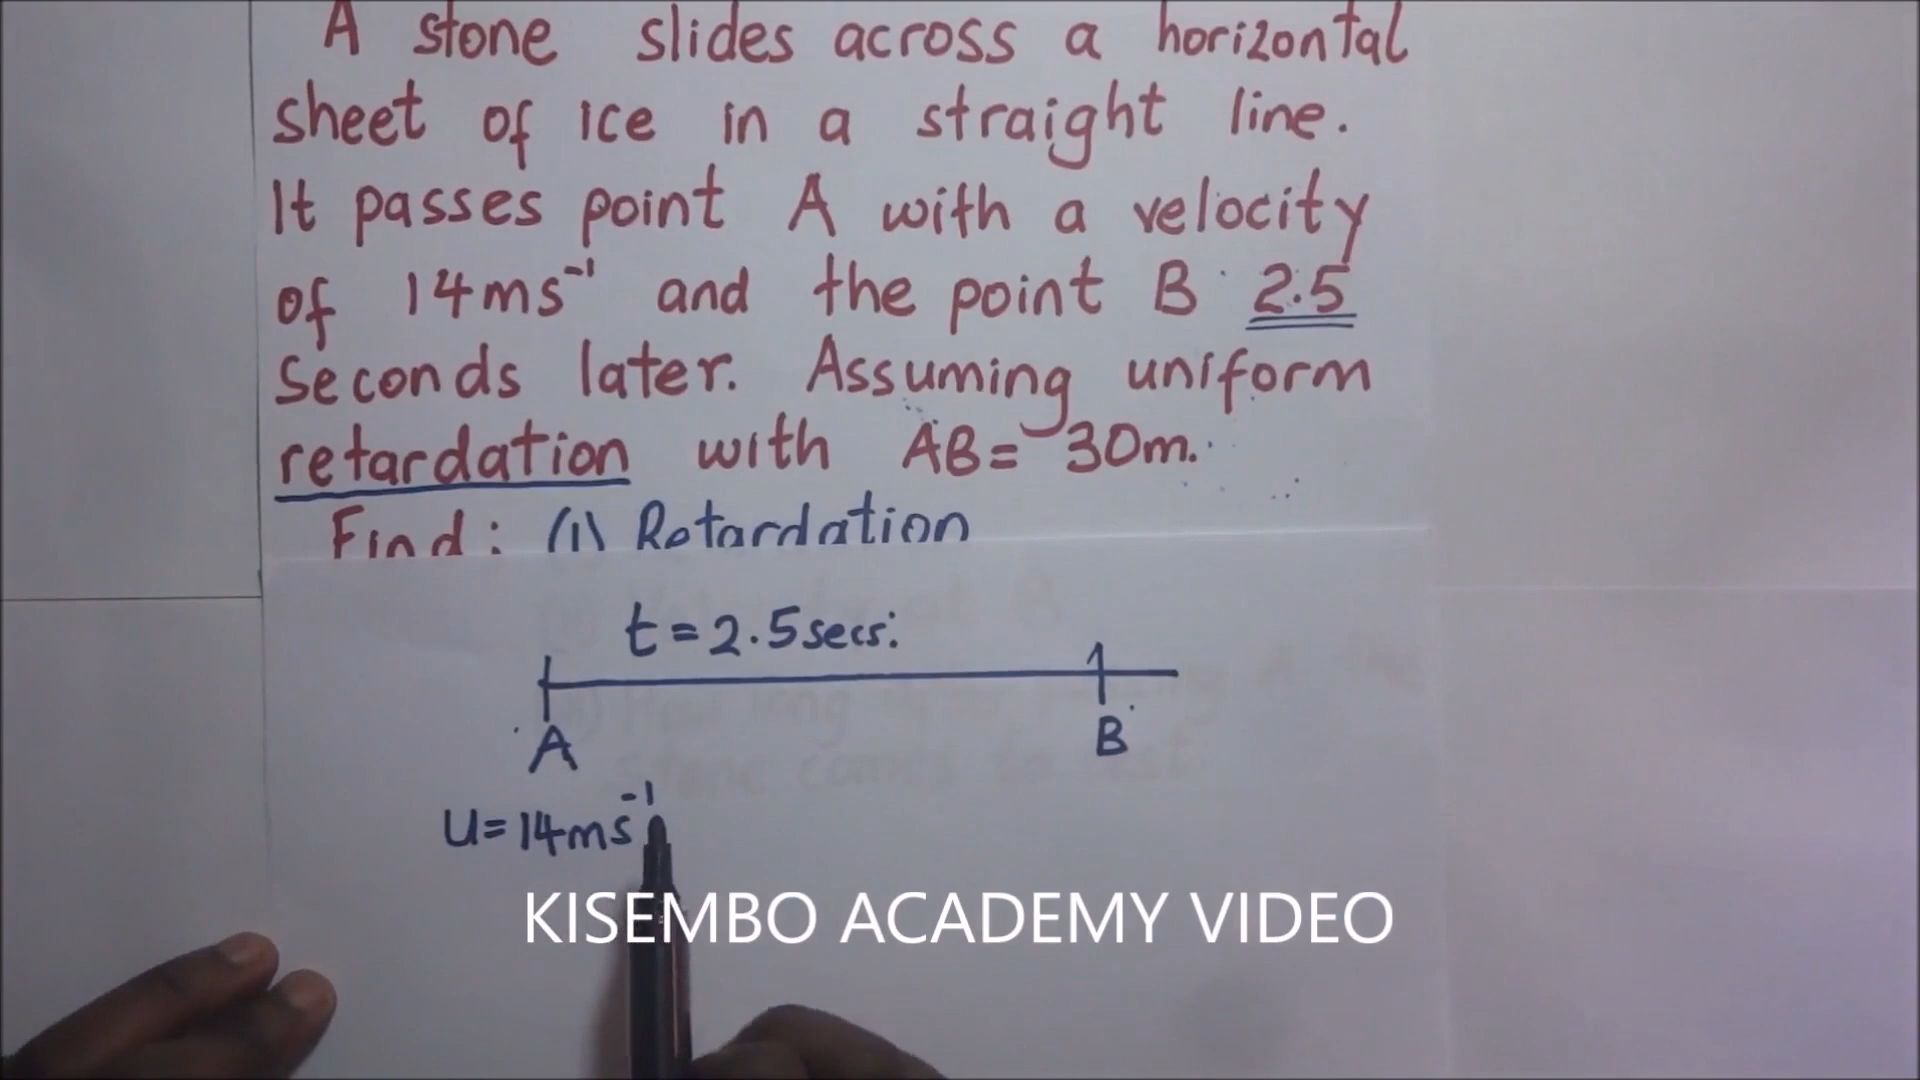 A stone slides across a horizontal
sheet of ice in a straight line.
It passes point A with a velocity
of 14ms⁻¹ and the point B 2.5
seconds later. Assuming uniform
retardation with AB= 30m.
Find: (i) Retardation
t=2.5secs:
A B
U=14ms⁻¹
KISEMBO ACADEMY VIDEO